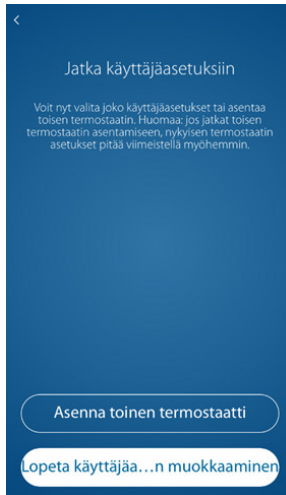 Jatka käyttäjäasetuksiin
Voit nyt valita joko käyttäjäasetukset tai asentaa
toisen termostaatin. Huomaa: jos jatkat toisen
termostaatin asentamiseen, nykyisen termostaatin
asetukset pitää viimeistellä myöhemmin.
Asenna toinen termostaatti
Lopeta käyttäjäa...n muokkaaminen